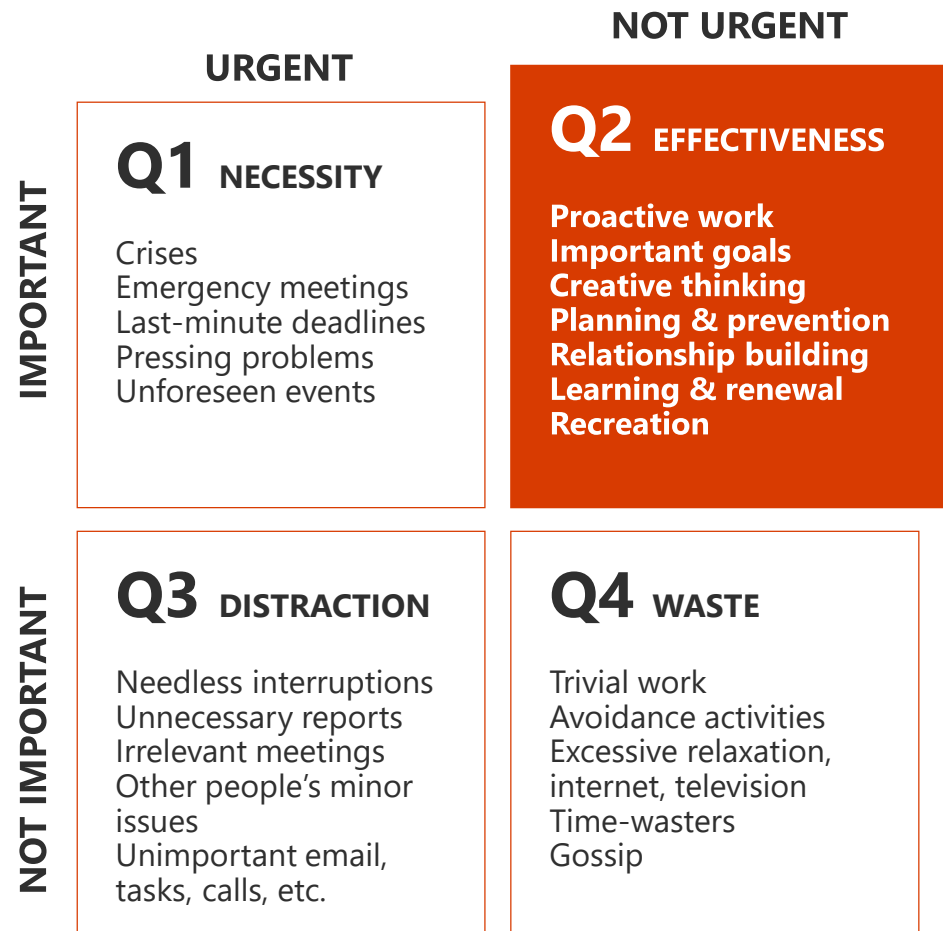 NOT URGENT
URGENT
IMPORTANT
Q1 NECESSITY
Crises
Emergency meetings
Last-minute deadlines
Pressing problems
Unforeseen events
Q2 EFFECTIVENESS
Proactive work
Important goals
Creative thinking
Planning & prevention
Relationship building
Learning & renewal
Recreation
NOT IMPORTANT
Q3 DISTRACTION
Needless interruptions
Unnecessary reports
Irrelevant meetings
Other people’s minor
issues
Unimportant email,
tasks, calls, etc.
Q4 WASTE
Trivial work
Avoidance activities
Excessive relaxation,
internet, television
Time-wasters
Gossip